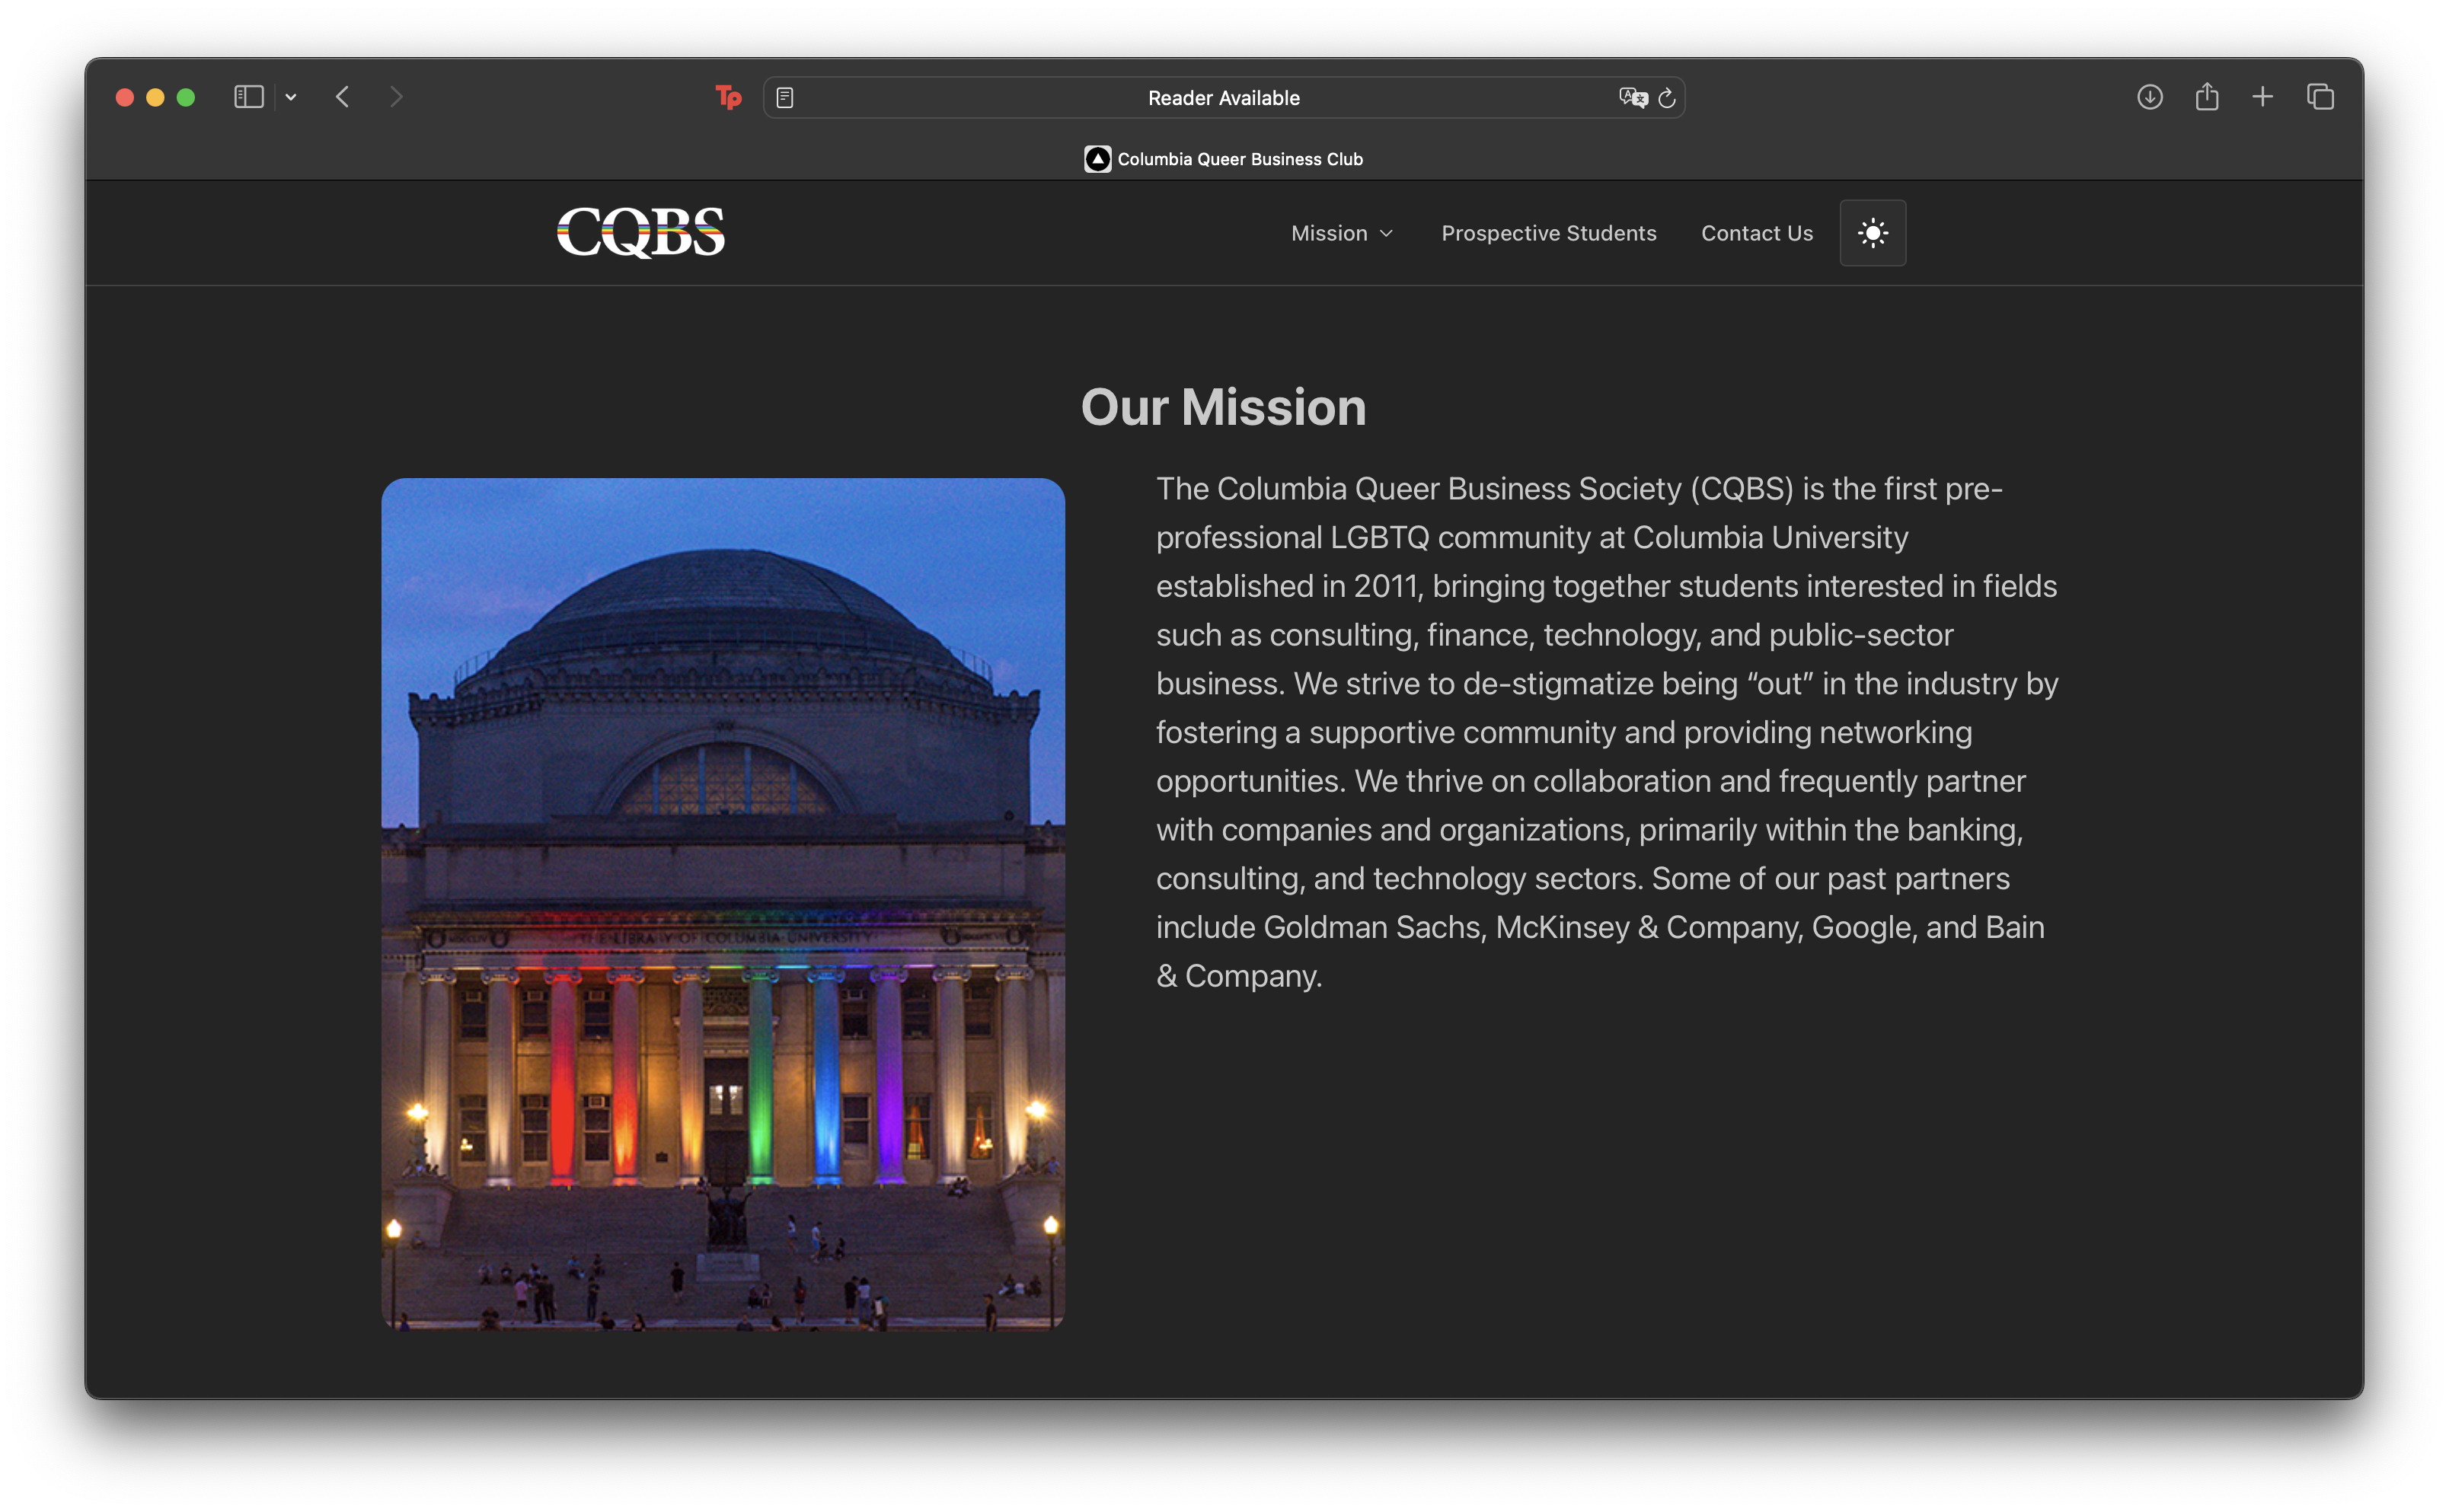 Tp
Reader Available
Columbia Queer Business Club
CQBS
Mission
Prospective Students
Contact Us
Our Mission
The Columbia Queer Business Society (CQBS) is the first pre-
professional LGBTQ community at Columbia University
established in 2011, bringing together students interested in fields
such as consulting, finance, technology, and public-sector
business. We strive to de-stigmatize being “out” in the industry by
fostering a supportive community and providing networking
opportunities. We thrive on collaboration and frequently partner
with companies and organizations, primarily within the banking,
consulting, and technology sectors. Some of our past partners
include Goldman Sachs, McKinsey & Company, Google, and Bain
& Company.
THE LIBRARY OF COLUMBIA UNIVERSITY